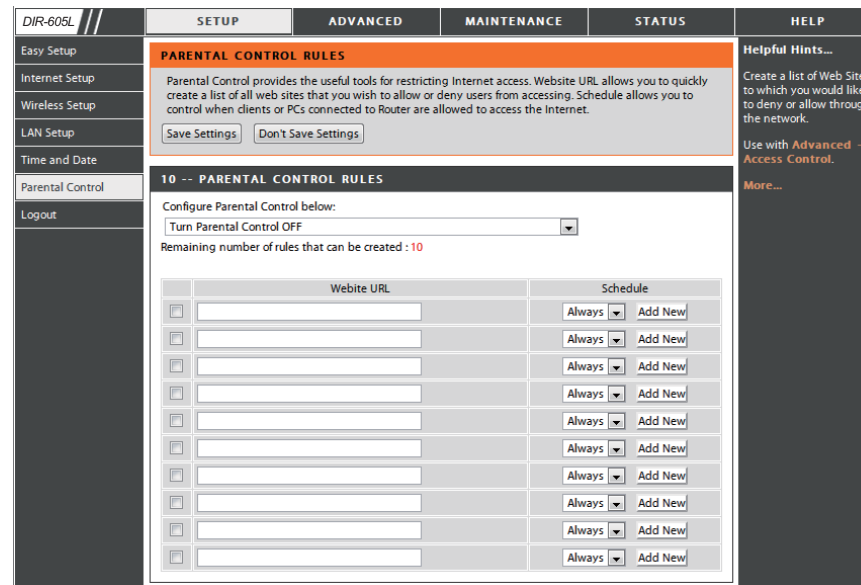 DIR-605L
SETUP
ADVANCED
MAINTENANCE
STATUS
HELP
Easy Setup
Internet Setup
Wireless Setup
LAN Setup
Time and Date
Parental Control
Logout
PARENTAL CONTROL RULES
Parental Control provides the useful tools for restricting Internet access. Website URL allows you to quickly
create a list of all web sites that you wish to allow or deny users from accessing. Schedule allows you to
control when clients or PCs connected to Router are allowed to access the Internet.
Save Settings
Don't Save Settings
10 -- PARENTAL CONTROL RULES
Configure Parental Control below:
Turn Parental Control OFF
Remaining number of rules that can be created : 10
Webite URL
Schedule
Always Add New
Always Add New
Always Add New
Always Add New
Always Add New
Always Add New
Always Add New
Always Add New
Always Add New
Always Add New
Helpful Hints...
Create a list of Web Site
to which you would like
to deny or allow throug
the network.
Use with Advanced -
Access Control.
More...